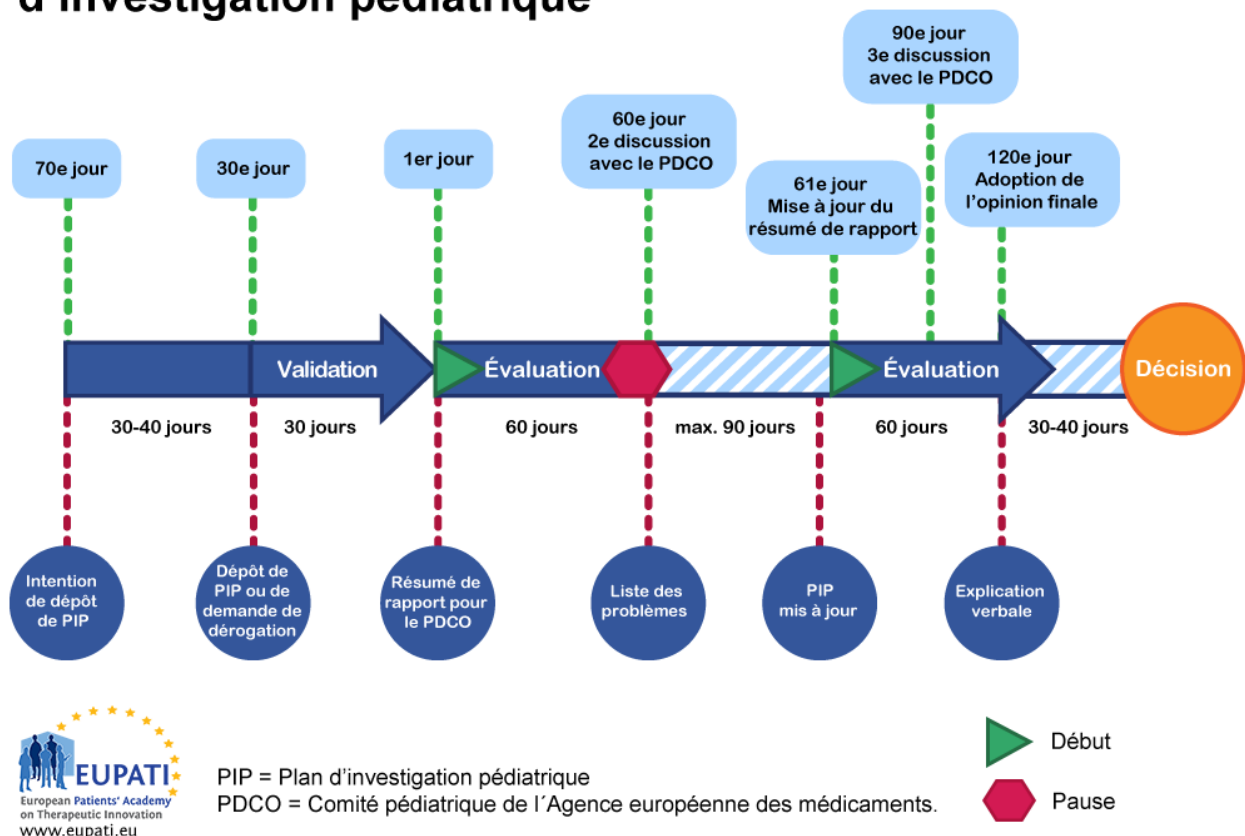 d'investigation pédiatrique
90e jour
3e discussion
avec le PDCO
60e jour
2e discussion
avec le PDCO
70e jour
30e jour
1er jour
61e jour
Mise à jour du
résumé de rapport
120e jour
Adoption de
l'opinion finale
Validation
Évaluation
Évaluation
Décision
30-40 jours
30 jours
60 jours
max. 90 jours
60 jours
30-40 jours
Intention
de dépôt
de PIP
Dépôt de
PIP ou de
demande de
dérogation
Résumé de
rapport pour
le PDCO
Liste des
problèmes
PIP
mis à jour
Explication
verbale
EUPATI
European Patients' Academy
on Therapeutic Innovation
www.eupati.eu
PIP = Plan d'investigation pédiatrique
PDCO = Comité pédiatrique de l´Agence européenne des médicaments.
Début
Pause